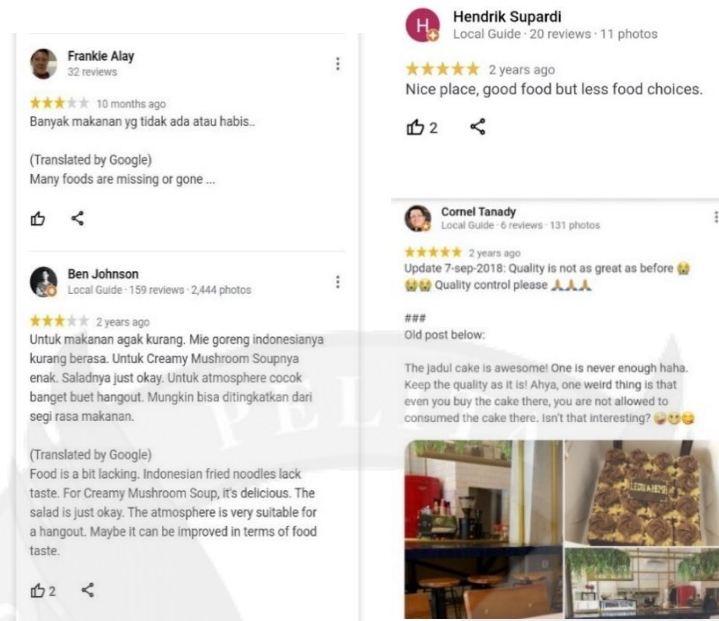 Frankie Alay
32 reviews
10 months ago
Banyak makanan yg tidak ada atau habis..
(Translated by Google)
Many foods are missing or gone ...
Ben Johnson
Local Guide · 159 reviews · 2,444 photos
2 years ago
Untuk makanan agak kurang. Mie goreng indonesianya
kurang berasa. Untuk Creamy Mushroom Soupnya
enak. Saladnya just okay. Untuk atmosphere cocok
banget buet hangout. Mungkin bisa ditingkatkan dari
segi rasa makanan.
(Translated by Google)
Food is a bit lacking. Indonesian fried noodles lack
taste. For Creamy Mushroom Soup, it's delicious. The
salad is just okay. The atmosphere is very suitable for
a hangout. Maybe it can be improved in terms of food
taste.
2
H
Hendrik Supardi
Local Guide · 20 reviews · 11 photos
2 years ago
Nice place, good food but less food choices.
2
Cornel Tanady
Local Guide · 6 reviews · 131 photos
2 years ago
Update 7-sep-2018: Quality is not as great as before 😭
😭😭 Quality control please 🙏🙏🙏
###
Old post below:
The jadul cake is awesome! One is never enough haha.
Keep the quality as it is! Ahya, one weird thing is that
even you buy the cake there, you are not allowed to
consumed the cake there. Isn't that interesting?